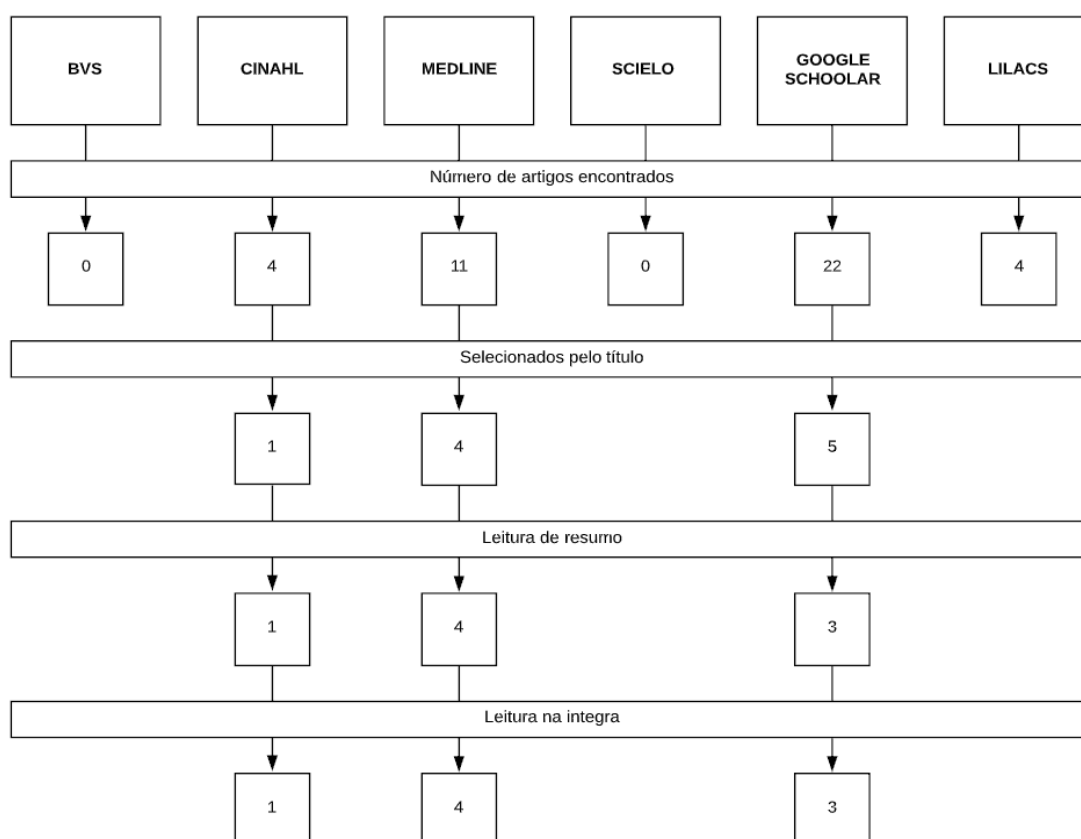 BVS
CINAHL
MEDLINE
SCIELO
GOOGLE
SCHOOLAR
LILACS
Número de artigos encontrados
0
4
11
0
22
4
Selecionados pelo título
1
4
5
Leitura de resumo
1
4
3
Leitura na integra
1
4
3